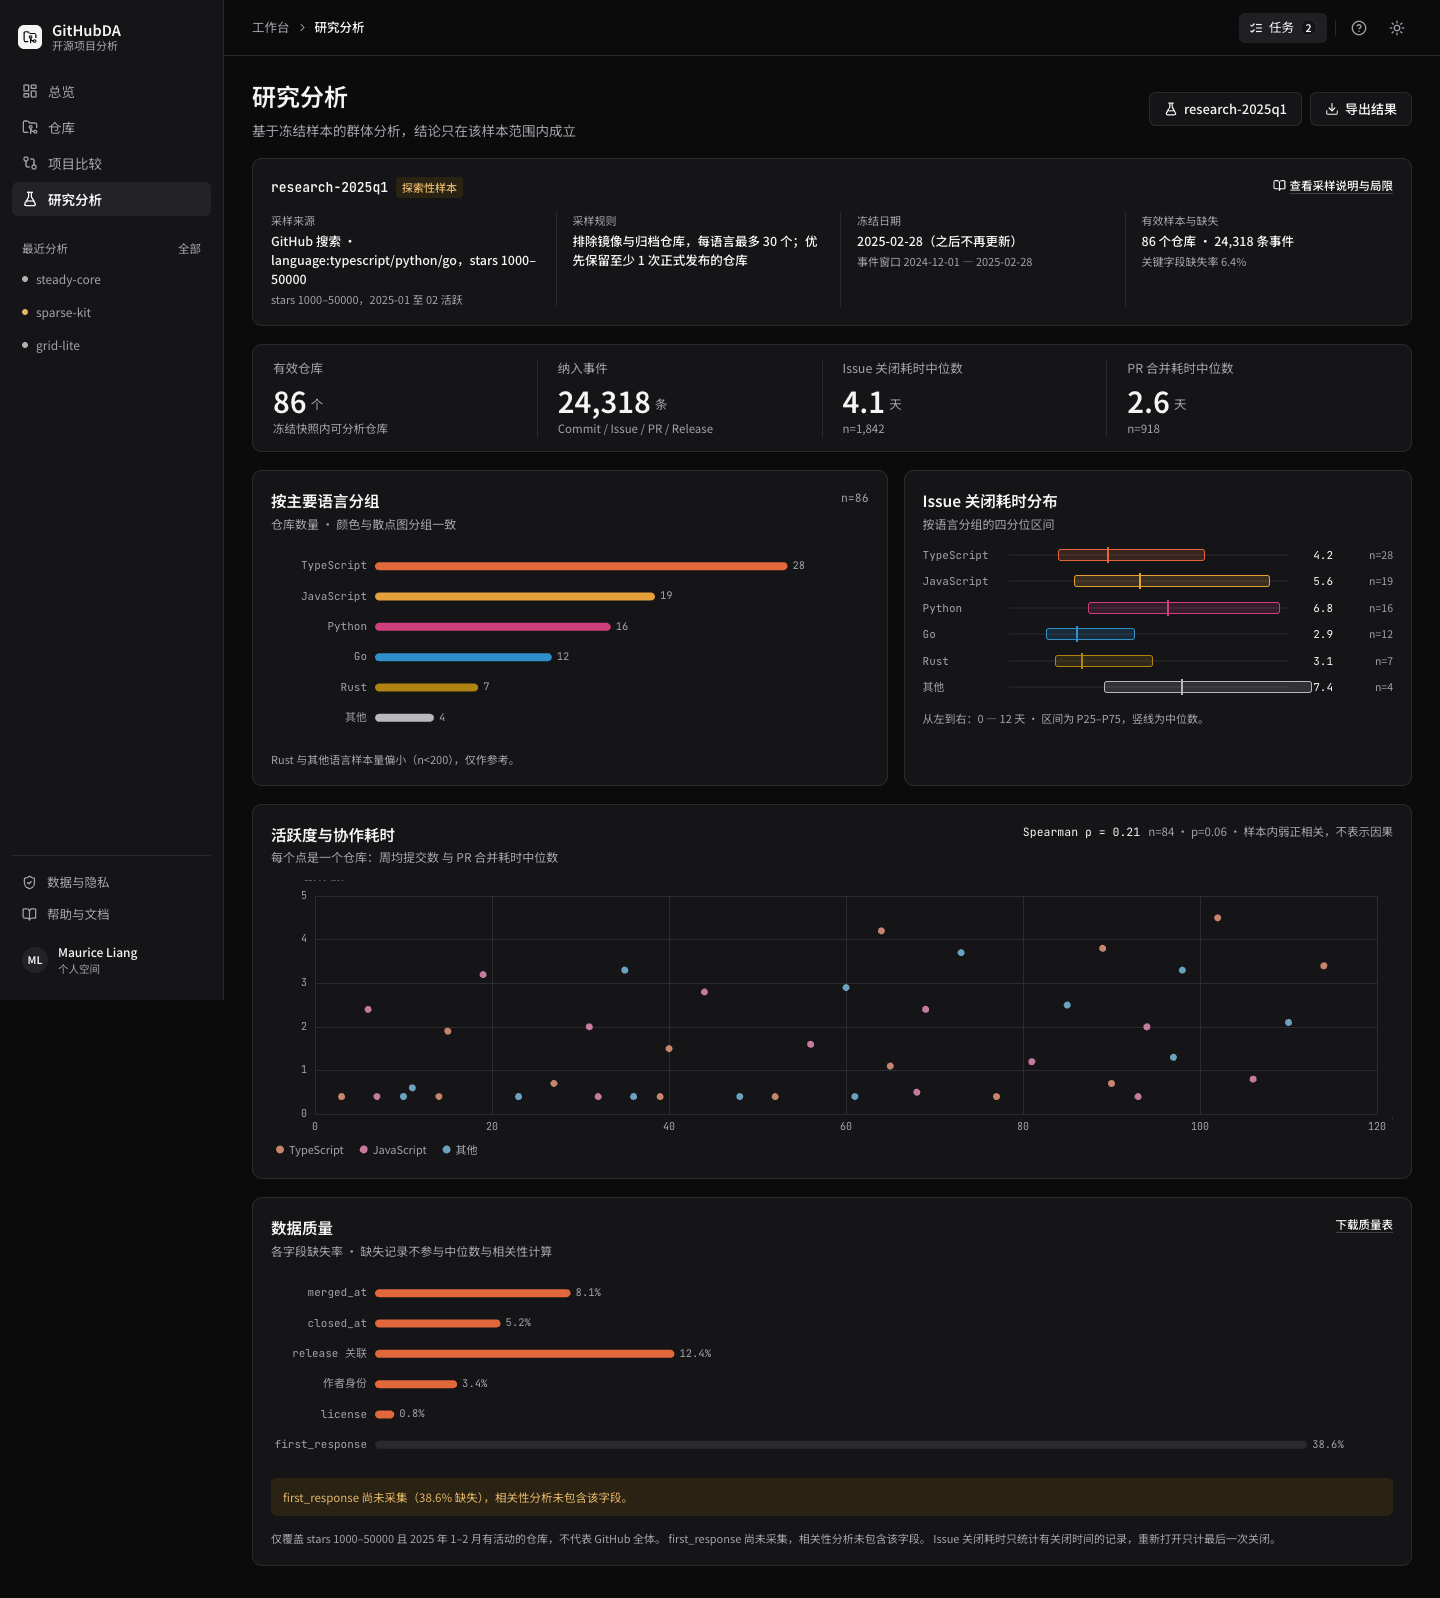 GitHubDA
开源项目分析
总览
仓库
项目比较
研究分析
最近分析 全部
steady-core
sparse-kit
grid-lite
数据与隐私
帮助与文档
ML
Maurice Liang
个人空间
工作台 > 研究分析
任务 2
研究分析
基于冻结样本的群体分析，结论只在该样本范围内成立
research-2025q1
导出结果
research-2025q1 探索性样本
查看采样说明与局限
采样来源
GitHub 搜索 ·
language:typescript/python/go，stars 1000–
50000
stars 1000–50000，2025-01 至 02 活跃
采样规则
排除镜像与归档仓库，每语言最多 30 个；优
先保留至少 1 次正式发布的仓库
冻结日期
2025-02-28（之后不再更新）
事件窗口 2024-12-01 — 2025-02-28
有效样本与缺失
86 个仓库 · 24,318 条事件
关键字段缺失率 6.4%
有效仓库
86 个
冻结快照内可分析仓库
纳入事件
24,318 条
Commit / Issue / PR / Release
Issue 关闭耗时中位数
4.1 天
n=1,842
PR 合并耗时中位数
2.6 天
n=918
按主要语言分组
n=86
仓库数量 · 颜色与散点图分组一致
TypeScript 28
JavaScript 19
Python 16
Go 12
Rust 7
其他 4
Rust 与其他语言样本量偏小（n<200），仅作参考。
Issue 关闭耗时分布
按语言分组的四分位区间
TypeScript 4.2 n=28
JavaScript 5.6 n=19
Python 6.8 n=16
Go 2.9 n=12
Rust 3.1 n=7
其他 7.4 n=4
从左到右：0 — 12 天 · 区间为 P25–P75，竖线为中位数。
活跃度与协作耗时
Spearman ρ = 0.21 n=84 · p=0.06 · 样本内弱正相关，不表示因果
每个点是一个仓库：周均提交数 与 PR 合并耗时中位数
5
4
3
2
1
0
0 20 40 60 80 100 120
TypeScript JavaScript 其他
数据质量
下载质量表
各字段缺失率 · 缺失记录不参与中位数与相关性计算
merged_at 8.1%
closed_at 5.2%
release 关联 12.4%
作者身份 3.4%
license 0.8%
first_response 38.6%
first_response 尚未采集（38.6% 缺失），相关性分析未包含该字段。
仅覆盖 stars 1000–50000 且 2025 年 1–2 月有活动的仓库，不代表 GitHub 全体。 first_response 尚未采集，相关性分析未包含该字段。 Issue 关闭耗时只统计有关闭时间的记录，重新打开只计最后一次关闭。